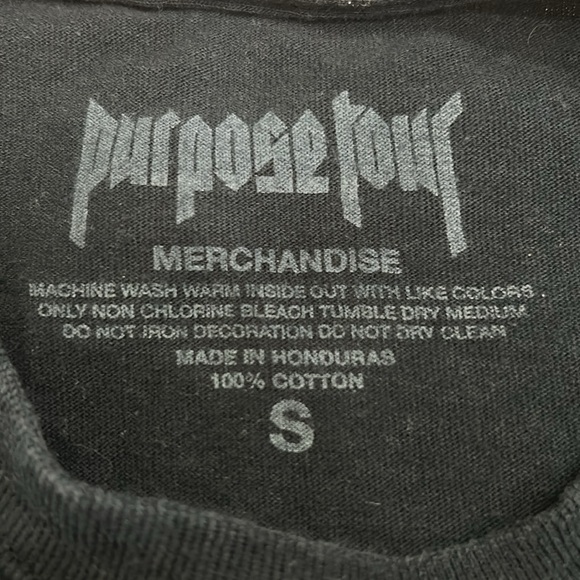 purpose tour
MERCHANDISE
MACHINE WASH WARM INSIDE OUT WITH LIKE COLORS
ONLY NON CHLORINE BLEACH TUMBLE DRY MEDIUM
DO NOT IRON DECORATION DO NOT DRY CLEAN
MADE IN HONDURAS
100% COTTON
S